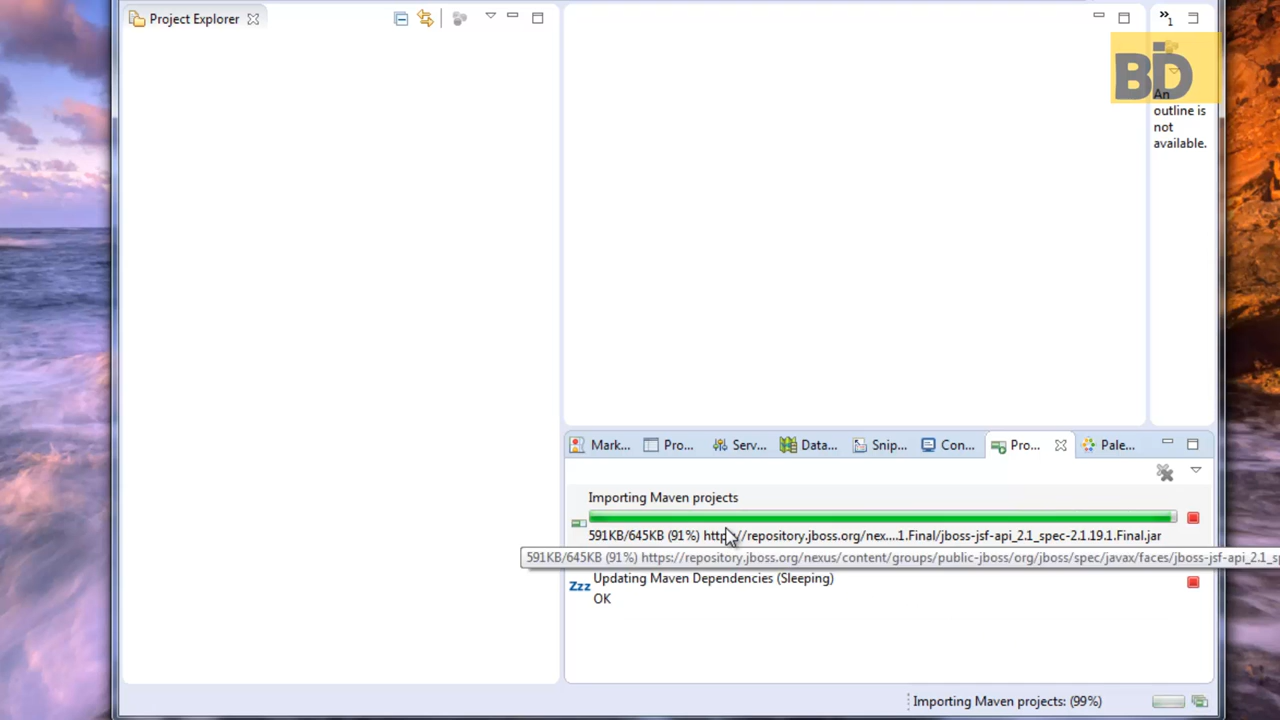 Project Explorer
»1
BD
An
outline is
not
available.
Mark...
Pro...
Serv...
Data...
Snip...
Con...
Pro...
Pale...
Importing Maven projects
591KB/645KB (91%) http://repository.jboss.org/nex....1.Final/jboss-jsf-api_2.1_spec-2.1.19.1.Final.jar
591KB/645KB (91%) https://repository.jboss.org/nexus/content/groups/public-jboss/org/jboss/spec/javax/faces/jboss-jsf-api_2.1_sp
Zzz Updating Maven Dependencies (Sleeping)
OK
Importing Maven projects: (99%)